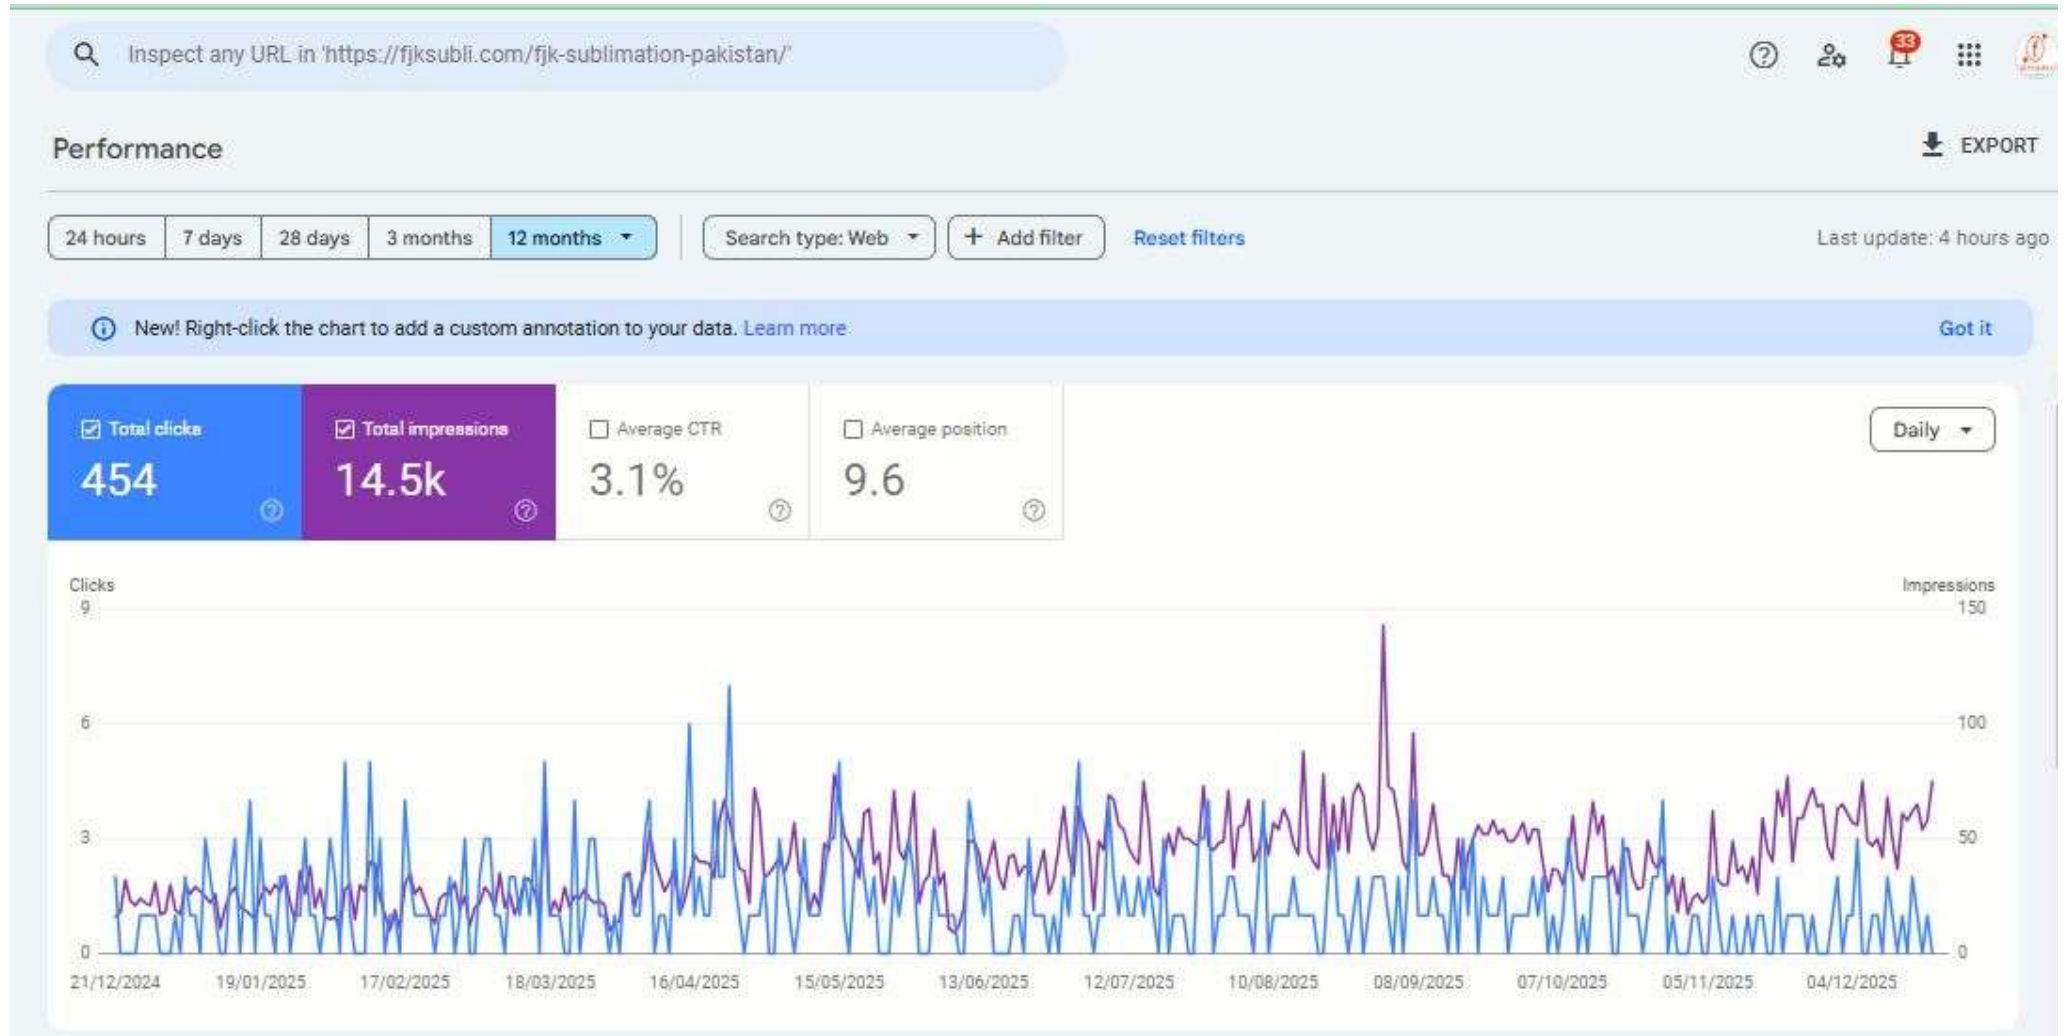 Inspect any URL in 'https://fjksubli.com/fjk-sublimation-pakistan/'
33
Performance
EXPORT
24 hours 7 days 28 days 3 months 12 months
Search type: Web + Add filter Reset filters
Last update: 4 hours ago
New! Right-click the chart to add a custom annotation to your data. Learn more
Got it
Total clicks Total impressions Average CTR Average position
454 14.5k 3.1% 9.6
Daily
Clicks Impressions
9 150
6 100
3 50
0 0
21/12/2024 19/01/2025 17/02/2025 18/03/2025 16/04/2025 15/05/2025 13/06/2025 12/07/2025 10/08/2025 08/09/2025 07/10/2025 05/11/2025 04/12/2025